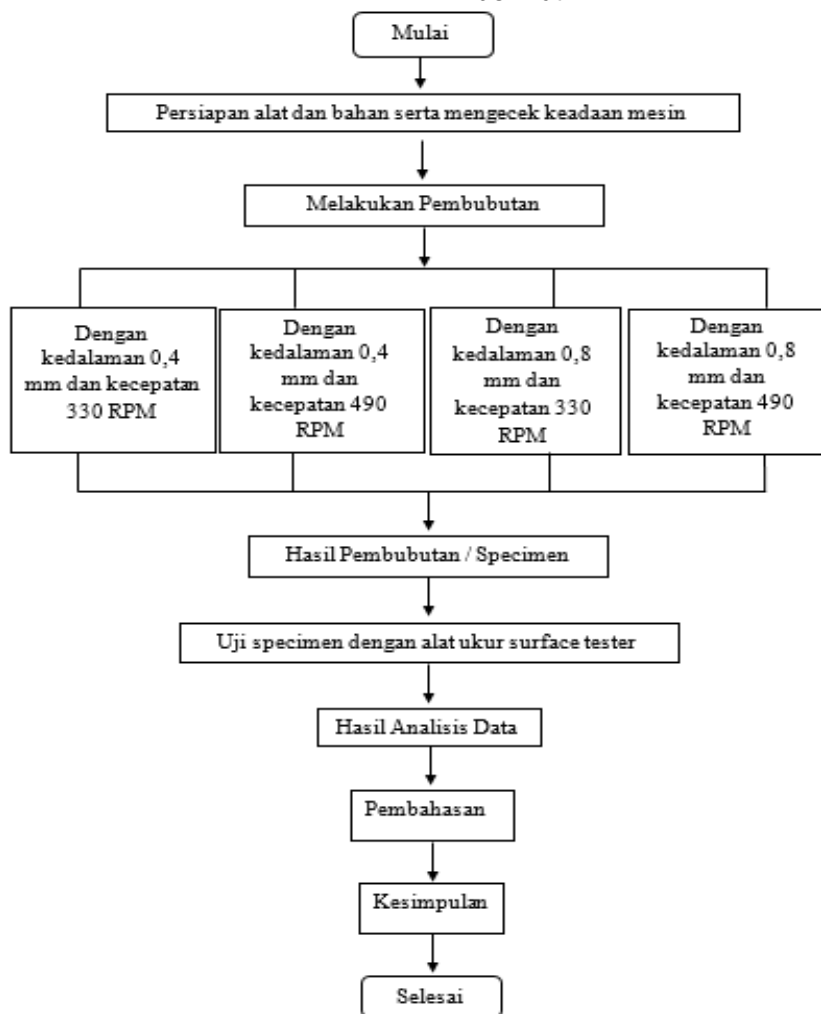 Mulai
Persiapan alat dan bahan serta mengecek keadaan mesin
Melakukan Pembubutan
Dengan
kedalaman 0,4
mm dan kecepatan
330 RPM
Dengan
kedalaman 0,4
mm dan
kecepatan 490
RPM
Dengan
kedalaman 0,8
mm dan
kecepatan 330
RPM
Dengan
kedalaman 0,8
mm dan
kecepatan 490
RPM
Hasil Pembubutan / Specimen
Uji specimen dengan alat ukur surface tester
Hasil Analisis Data
Pembahasan
Kesimpulan
Selesai